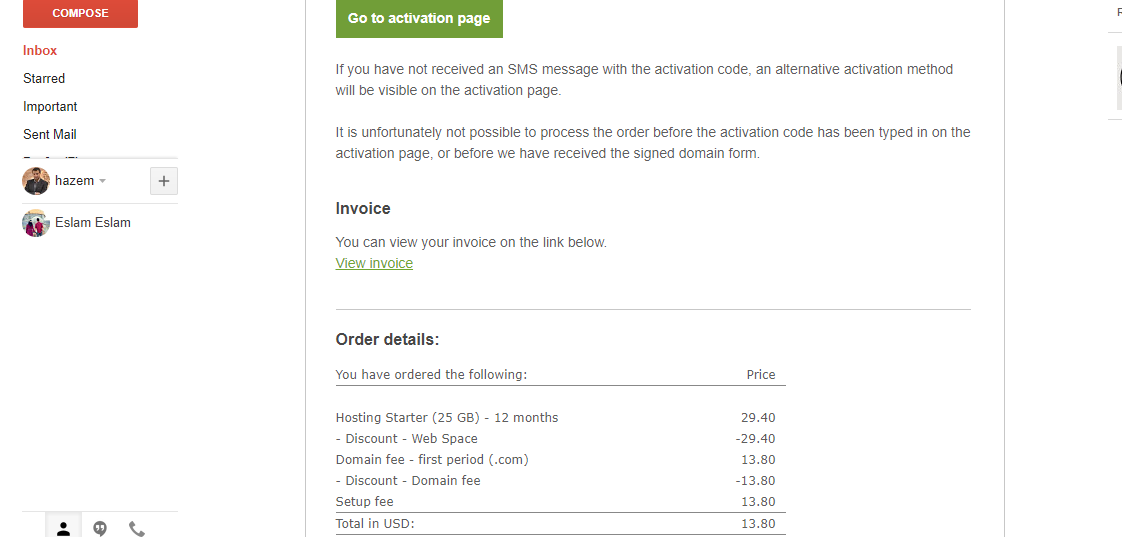 COMPOSE
Inbox
Starred
Important
Sent Mail
hazem
Eslam Eslam
Go to activation page
If you have not received an SMS message with the activation code, an alternative activation method
will be visible on the activation page.
It is unfortunately not possible to process the order before the activation code has been typed in on the
activation page, or before we have received the signed domain form.
Invoice
You can view your invoice on the link below.
View invoice
Order details:
You have ordered the following: Price
Hosting Starter (25 GB) - 12 months 29.40
- Discount - Web Space -29.40
Domain fee - first period (.com) 13.80
- Discount - Domain fee -13.80
Setup fee 13.80
Total in USD: 13.80